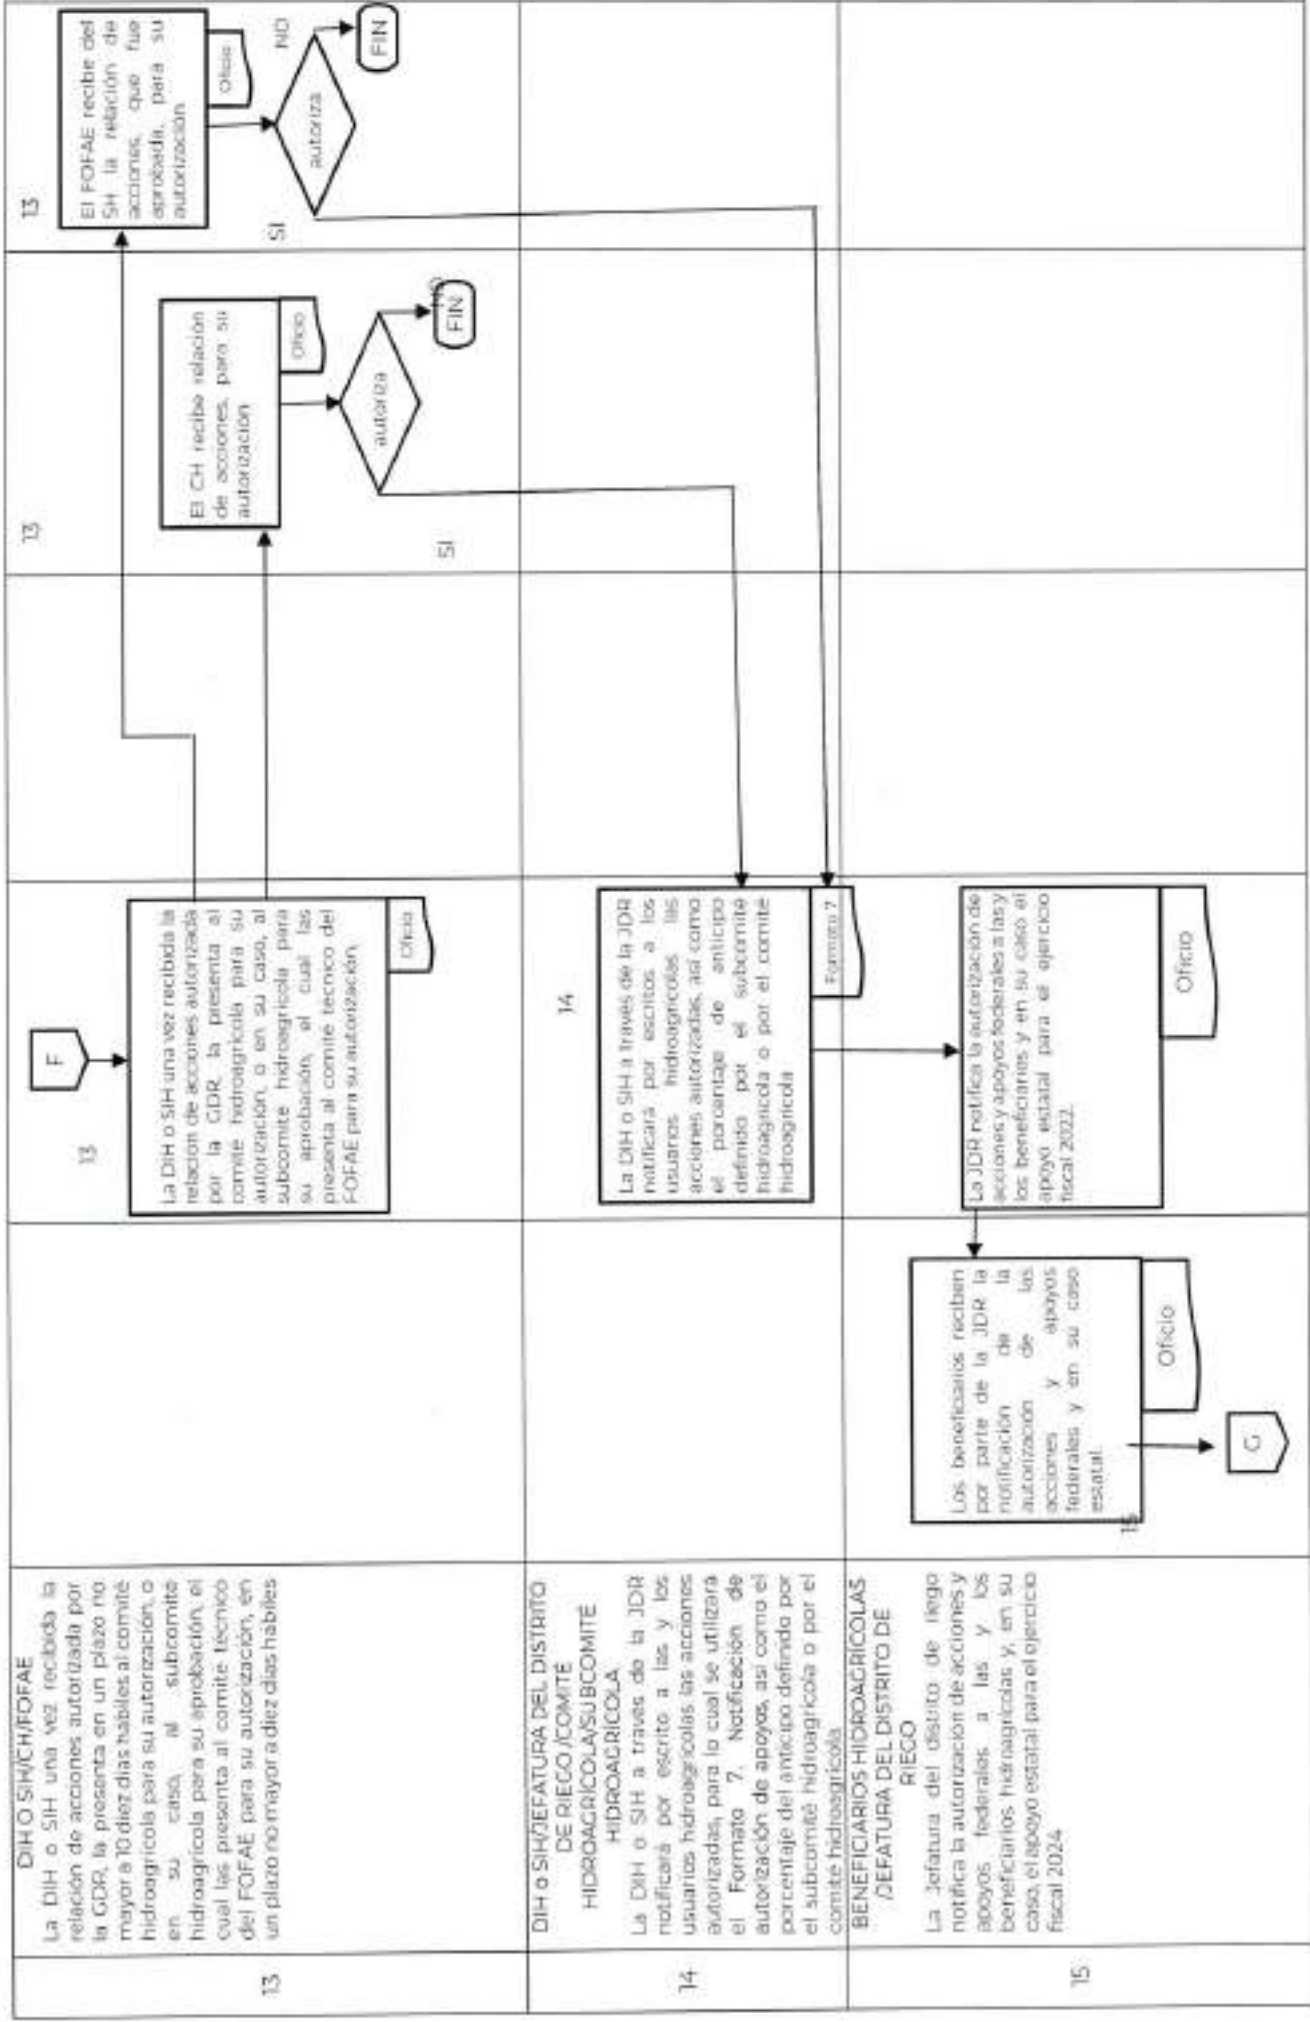 13
DIH O SIH/CH/FOFAE
La DIH o SIH una vez recibida la
relación de acciones autorizada por
la GDR, la presenta en un plazo no
mayor a 10 diez días hábiles al comité
hidroagrícola para su autorización, o
en su caso, al subcomité
hidroagrícola para su aprobación, el
cual las presenta al comité técnico
del FOFAE para su autorización, en
un plazo no mayor a diez días hábiles
13
F
La DIH o SIH una vez recibida la
relación de acciones autorizada
por la GDR, la presenta al
comité hidroagrícola para su
autorización, o en su caso, al
subcomité hidroagrícola para
su aprobación, el cual las
presenta al comité técnico del
FOFAE para su autorización,
Oficio
13
El CH recibe relación
de acciones, para su
autorización
Oficio
autoriza
SI
NO
FIN
13
El FOFAE recibe del
SH la relación de
acciones, que fue
aprobada, para su
autorización
Oficio
autoriza
SI
NO
FIN
14
DIH o SIH/JEFATURA DEL DISTRITO
DE RIEGO /COMITÉ
HIDROAGRÍCOLA/SUBCOMITÉ
HIDROAGRÍCOLA
La DIH o SIH a través de la JDR
notificará por escrito a las y los
usuarios hidroagrícolas las acciones
autorizadas, para lo cual se utilizara
el Formato 7. Notificación de
autorización de apoyos, así como el
porcentaje del anticipo definido por
el subcomité hidroagrícola o por el
comité hidroagrícola
14
La DIH o SIH a través de la JDR
notificará por escritos a los
usuarios hidroagrícolas las
acciones autorizadas, así como
el porcentaje de anticipo
definido por el subcomité
hidroagrícola o por el comité
hidroagrícola
Formato 7
15
BENEFICIARIOS HIDROAGRÍCOLAS
/JEFATURA DEL DISTRITO DE
RIEGO
La Jefatura del distrito de riego
notifica la autorización de acciones y
apoyos federales a las y los
beneficiarios hidroagrícolas y, en su
caso, el apoyo estatal para el ejercicio
fiscal 2024
15
Los beneficiarios reciben
por parte de la JDR la
notificación de la
autorización de las
acciones y apoyos
federales y en su caso
estatal.
Oficio
G
La JDR notifica la autorización de
acciones y apoyos federales a las y
los beneficiarios y en su caso el
apoyo estatal para el ejercicio
fiscal 2022.
Oficio